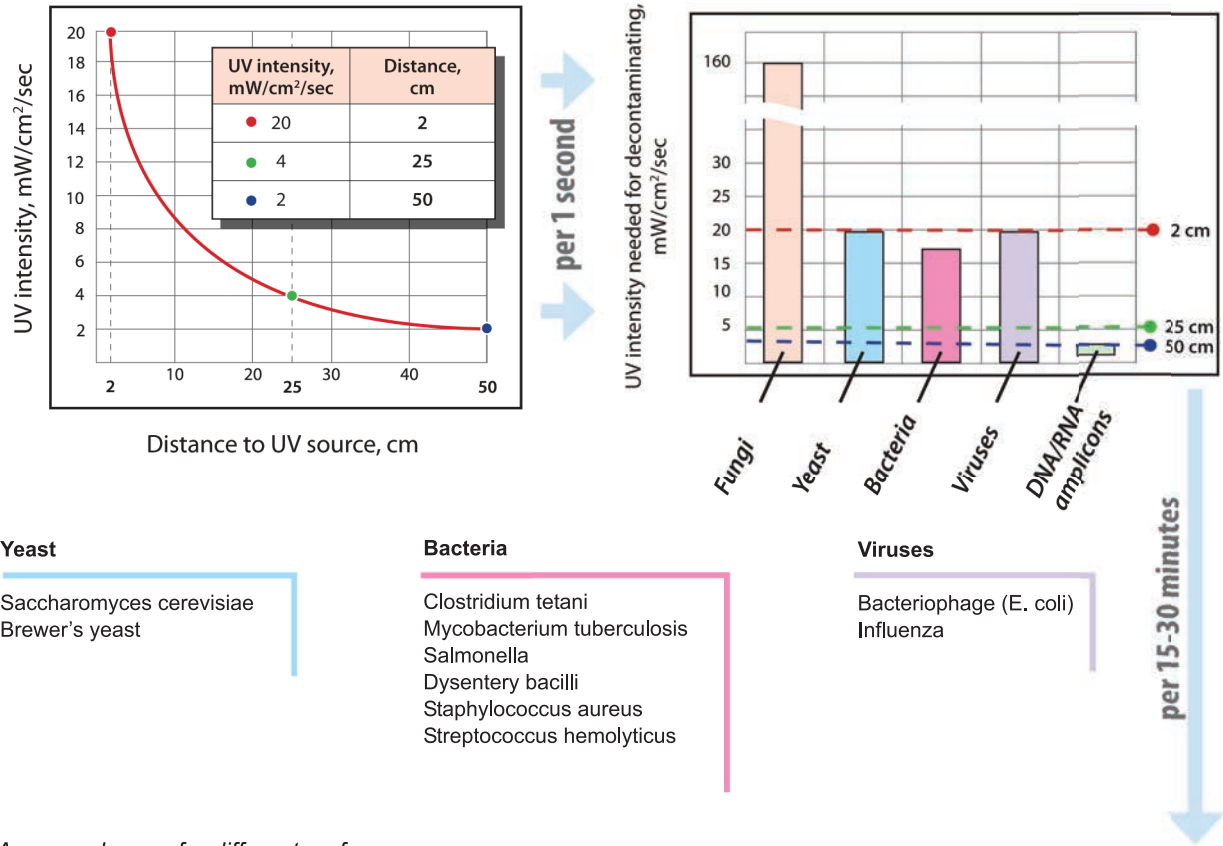 UV intensity, mW/cm²/sec
20
18
16
14
12
10
8
6
4
2
2
10
20
25
30
40
50
Distance to UV source, cm
UV intensity, mW/cm²/sec
Distance, cm
20 2
4 25
2 50
per 1 second
UV intensity needed for decontaminating,
mW/cm²/sec
160
30
25
20
15
10
5
2 cm
25 cm
50 cm
Fungi
Yeast
Bacteria
Viruses
DNA/RNA
amplicons
per 15-30 minutes
Yeast
Saccharomyces cerevisiae
Brewer’s yeast
Bacteria
Clostridium tetani
Mycobacterium tuberculosis
Salmonella
Dysentery bacilli
Staphylococcus aureus
Streptococcus hemolyticus
Viruses
Bacteriophage (E. coli)
Influenza